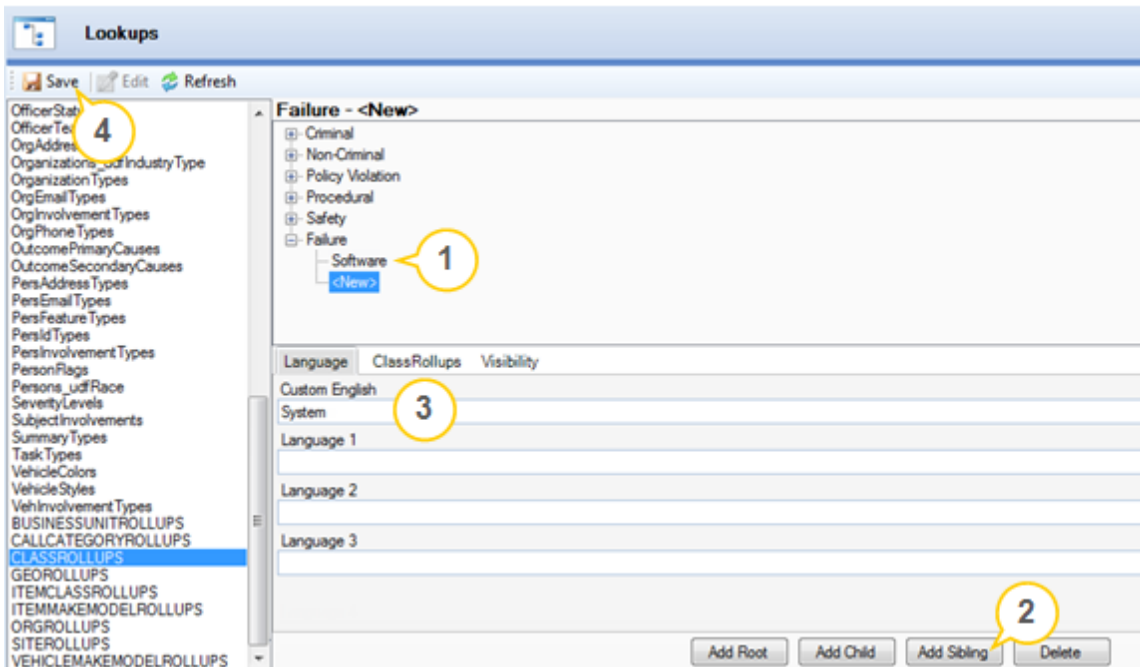 Lookups
Save Edit Refresh
OfficerStat
OfficerTea
OrgAddres
Organizations_udfIndustryType
OrganizationTypes
OrgEmailTypes
OrgInvolvementTypes
OrgPhoneTypes
OutcomePrimaryCauses
OutcomeSecondaryCauses
PersAddressTypes
PersEmailTypes
PersFeatureTypes
PersIdTypes
PersInvolvementTypes
PersonFlags
Persons_udfRace
SeverityLevels
SubjectInvolvements
SummaryTypes
TaskTypes
VehicleColors
VehicleStyles
VehInvolvementTypes
BUSINESSUNITROLLUPS
CALLCATEGORYROLLUPS
CLASSROLLUPS
GEOROLLUPS
ITEMCLASSROLLUPS
ITEMMAKEMODELROLLUPS
ORGROLLUPS
SITEROLLUPS
VEHICLEMAKEMODELROLLUPS
4
Failure - <New>
Criminal
Non-Criminal
Policy Violation
Procedural
Safety
Failure
Software
<New>
1
Language ClassRollups Visibility
Custom English
System
3
Language 1
Language 2
Language 3
2
Add Root Add Child Add Sibling Delete